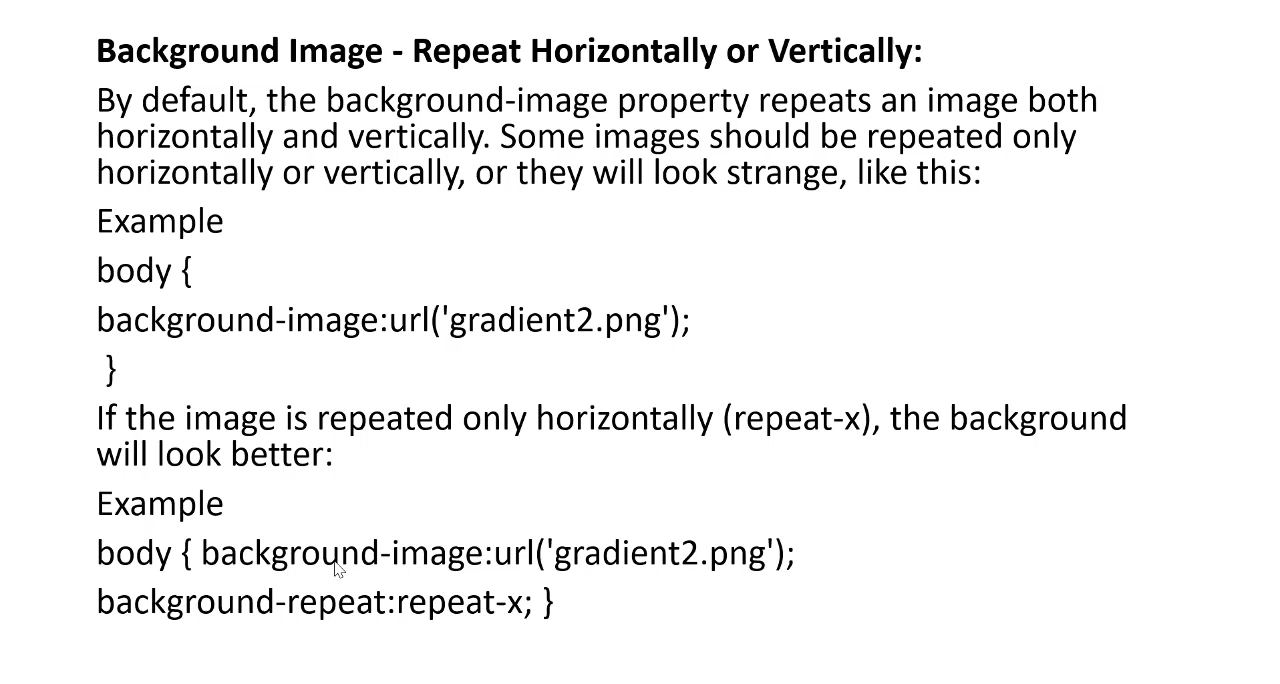 Background Image - Repeat Horizontally or Vertically:
By default, the background-image property repeats an image both
horizontally and vertically. Some images should be repeated only
horizontally or vertically, or they will look strange, like this:
Example
body {
background-image:url('gradient2.png');
}
If the image is repeated only horizontally (repeat-x), the background
will look better:
Example
body { background-image:url('gradient2.png');
background-repeat:repeat-x; }